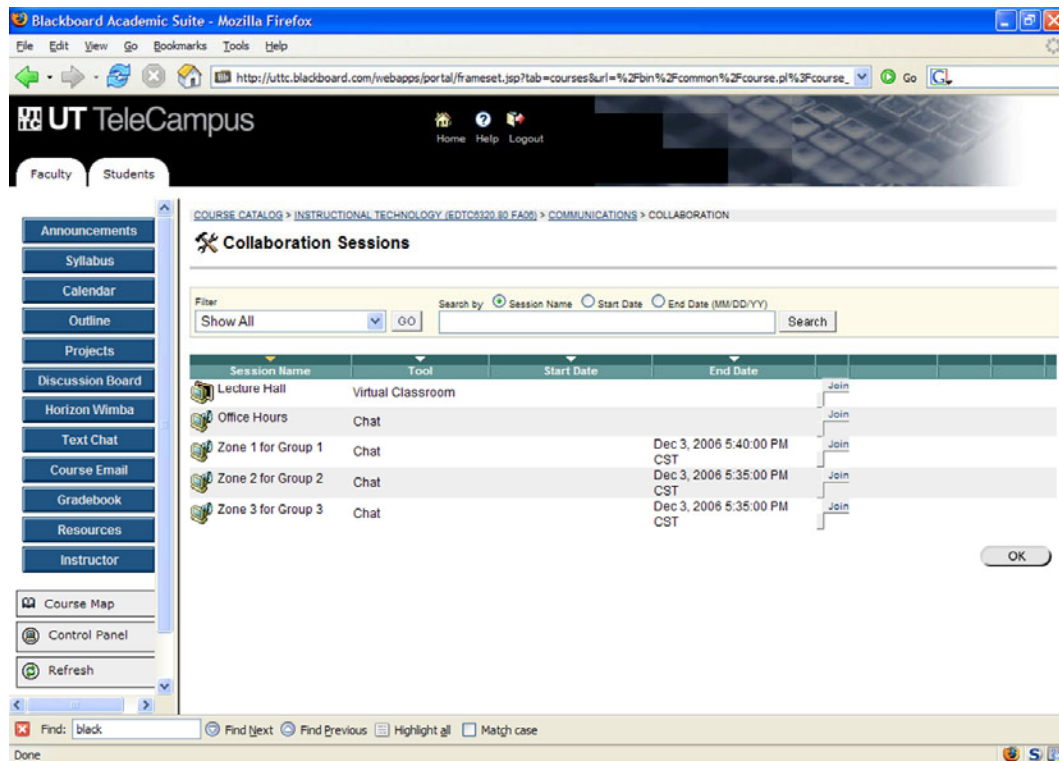 Blackboard Academic Suite - Mozilla Firefox
File Edit View Go Bookmarks Tools Help
http://uttc.blackboard.com/webapps/portal/frameset.jsp?tab=courses&url=%2Fbin%2Fcommon%2Fcourse.pl%3Fcourse_ Go G
UT TeleCampus
Home Help Logout
Faculty Students
COURSE CATALOG > INSTRUCTIONAL TECHNOLOGY (EDTC6320.80 FA06) > COMMUNICATIONS > COLLABORATION
Collaboration Sessions
Announcements
Syllabus
Calendar
Outline
Projects
Discussion Board
Horizon Wimba
Text Chat
Course Email
Gradebook
Resources
Instructor
Course Map
Control Panel
Refresh
Filter Search by Session Name Start Date End Date (MM/DD/YY)
Show All GO Search
Session Name Tool Start Date End Date
Lecture Hall Virtual Classroom Join
Office Hours Chat Join
Zone 1 for Group 1 Chat Dec 3, 2006 5:40:00 PM CST Join
Zone 2 for Group 2 Chat Dec 3, 2006 5:35:00 PM CST Join
Zone 3 for Group 3 Chat Dec 3, 2006 5:35:00 PM CST Join
OK
Find: black Find Next Find Previous Highlight all Match case
Done